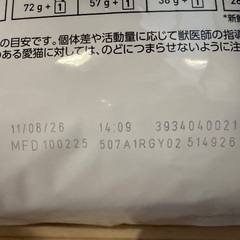 72 g + 1 57 g + 1 38 g + 1
の目安です。個体差や活動量に応じて獣医師の指
のある愛猫に対しては、のどにつまらせないように注
11/08/26 14:09 3934040021
MFD 100225 507A1RGY02 514926